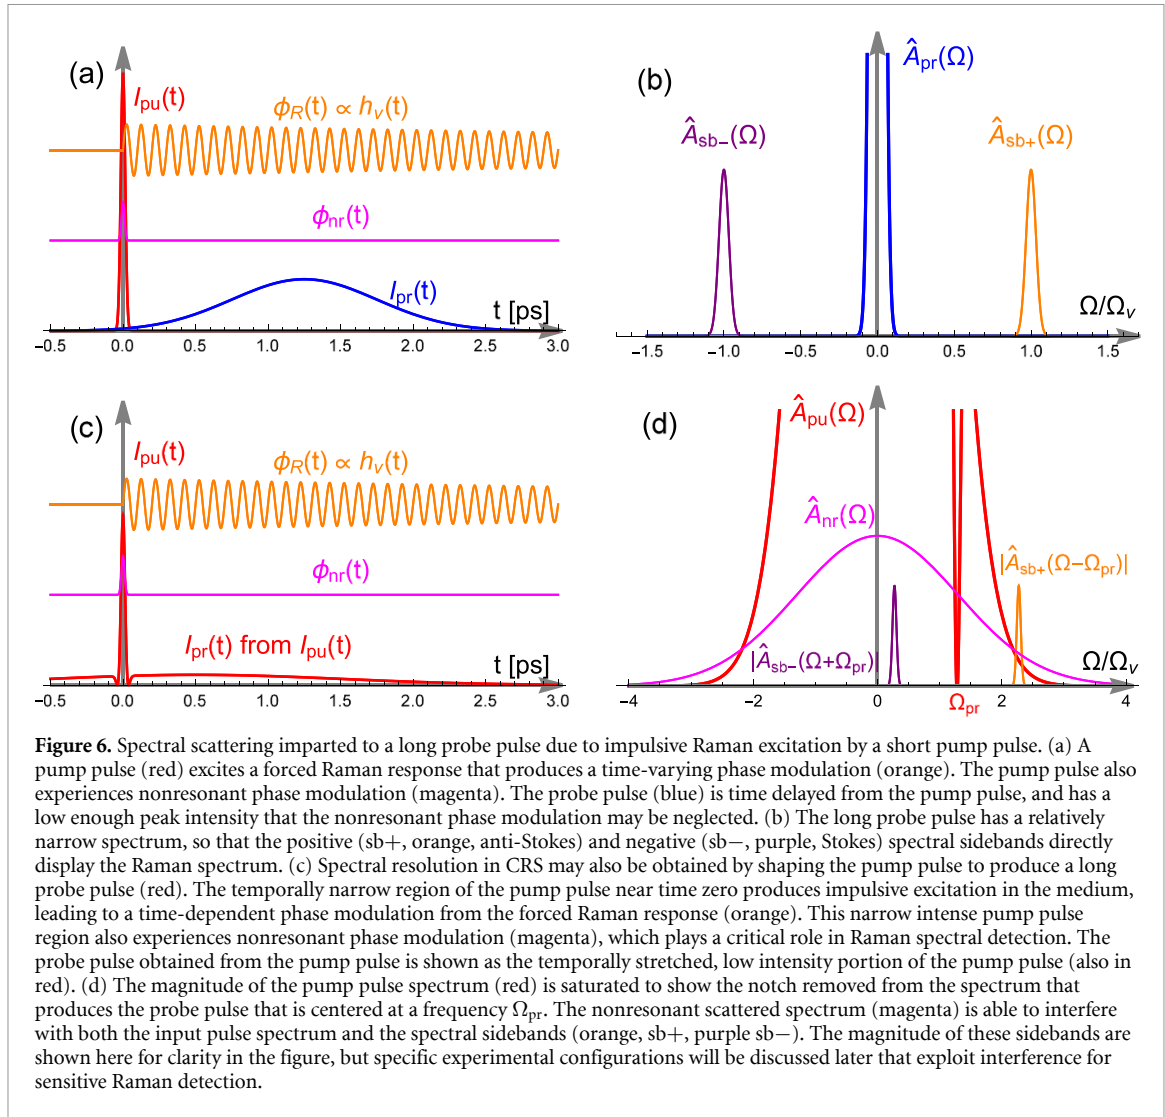 (a)
I_pu(t)
ϕ_R(t) ∝ h_v(t)
ϕ_nr(t)
I_pr(t)
t [ps]
−0.5 0.0 0.5 1.0 1.5 2.0 2.5 3.0
(b)
Â_pr(Ω)
Â_sb−(Ω)
Â_sb+(Ω)
Ω/Ω_v
−1.5 −1.0 −0.5 0.0 0.5 1.0 1.5
(c)
I_pu(t)
ϕ_R(t) ∝ h_v(t)
ϕ_nr(t)
I_pr(t) from I_pu(t)
t [ps]
−0.5 0.0 0.5 1.0 1.5 2.0 2.5 3.0
(d)
Â_pu(Ω)
Â_nr(Ω)
|Â_sb+(Ω−Ω_pr)|
|Â_sb−(Ω+Ω_pr)|
Ω/Ω_v
−4 −2 0 2 4
Ω_pr
Figure 6. Spectral scattering imparted to a long probe pulse due to impulsive Raman excitation by a short pump pulse. (a) A
pump pulse (red) excites a forced Raman response that produces a time-varying phase modulation (orange). The pump pulse also
experiences nonresonant phase modulation (magenta). The probe pulse (blue) is time delayed from the pump pulse, and has a
low enough peak intensity that the nonresonant phase modulation may be neglected. (b) The long probe pulse has a relatively
narrow spectrum, so that the positive (sb+, orange, anti-Stokes) and negative (sb−, purple, Stokes) spectral sidebands directly
display the Raman spectrum. (c) Spectral resolution in CRS may also be obtained by shaping the pump pulse to produce a long
probe pulse (red). The temporally narrow region of the pump pulse near time zero produces impulsive excitation in the medium,
leading to a time-dependent phase modulation from the forced Raman response (orange). This narrow intense pump pulse
region also experiences nonresonant phase modulation (magenta), which plays a critical role in Raman spectral detection. The
probe pulse obtained from the pump pulse is shown as the temporally stretched, low intensity portion of the pump pulse (also in
red). (d) The magnitude of the pump pulse spectrum (red) is saturated to show the notch removed from the spectrum that
produces the probe pulse that is centered at a frequency Ω_pr. The nonresonant scattered spectrum (magenta) is able to interfere
with both the input pulse spectrum and the spectral sidebands (orange, sb+, purple sb−). The magnitude of these sidebands are
shown here for clarity in the figure, but specific experimental configurations will be discussed later that exploit interference for
sensitive Raman detection.